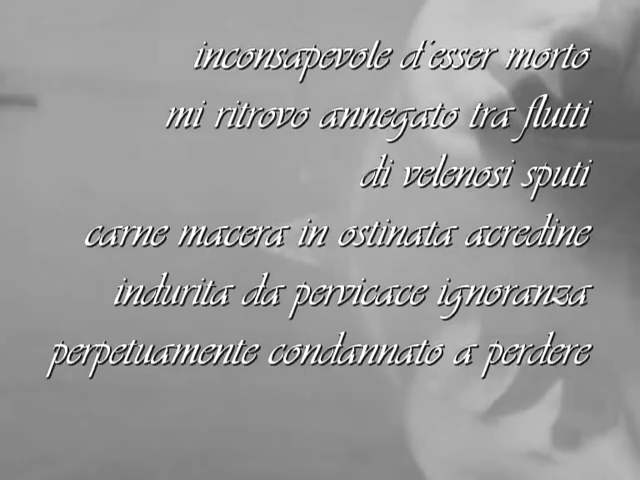 inconsapevole d'esser morto
mi ritrovo annegato tra flutti
di velenosi sputi
carne macera in ostinata acredine
indurita da pervicace ignoranza
perpetuamente condannato a perdere